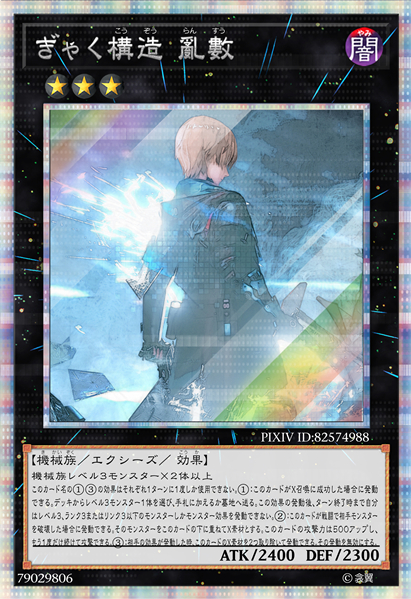 ぎゃく構造 亂數
こう ぞう らん すう
闇
やみ
PIXIV ID:82574988
【機械族／エクシーズ／効果】
機械族レベル3モンスター×2体以上
このカード名の①③の効果はそれぞれ1ターンに1度しか使用できない。①:このカードがX召喚に成功した場合に発動
できる。デッキからレベル3モンスター1体を選び、手札に加えるか墓地へ送る。この効果の発動後、ターン終了時まで自分
はレベル3、ランク3またはリンク3以下のモンスターしかモンスター効果を発動できない。②:このカードが戦闘で相手モンスター
を破壊した場合に発動できる。そのモンスターをこのカードの下に重ねてX素材とする。このカードの攻撃力は500アップし、
もう1度だけ続けて攻撃できる。③:相手の効果が発動した時、このカードのX素材を2つ取り除いて発動できる。その発動を無効にする。
ATK/2400 DEF/2300
79029806